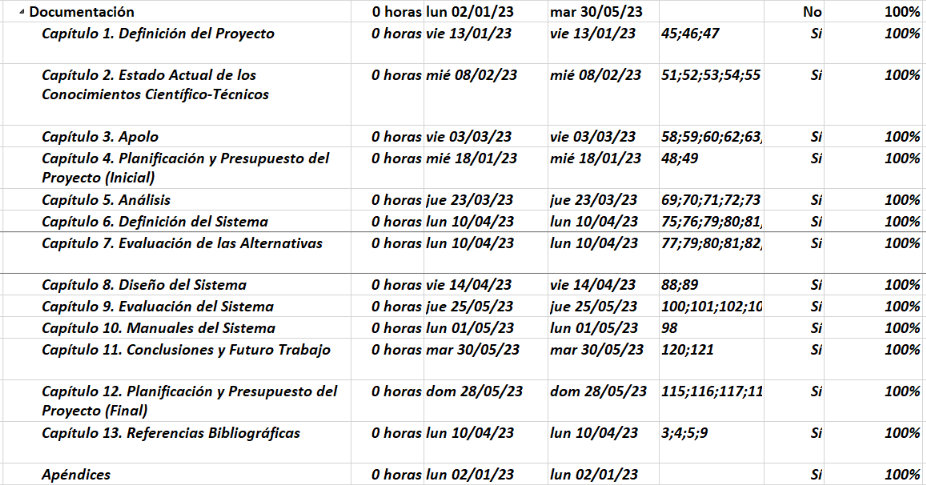 Documentación 0 horas lun 02/01/23 mar 30/05/23 No 100%
Capítulo 1. Definición del Proyecto 0 horas vie 13/01/23 vie 13/01/23 45;46;47 Sí 100%
Capítulo 2. Estado Actual de los 0 horas mié 08/02/23 mié 08/02/23 51;52;53;54;55 Sí 100%
Conocimientos Científico-Técnicos
Capítulo 3. Apolo 0 horas vie 03/03/23 vie 03/03/23 58;59;60;62;63; Sí 100%
Capítulo 4. Planificación y Presupuesto del 0 horas mié 18/01/23 mié 18/01/23 48;49 Sí 100%
Proyecto (Inicial)
Capítulo 5. Análisis 0 horas jue 23/03/23 jue 23/03/23 69;70;71;72;73 Sí 100%
Capítulo 6. Definición del Sistema 0 horas lun 10/04/23 lun 10/04/23 75;76;79;80;81; Sí 100%
Capítulo 7. Evaluación de las Alternativas 0 horas lun 10/04/23 lun 10/04/23 77;79;80;81;82; Sí 100%
Capítulo 8. Diseño del Sistema 0 horas vie 14/04/23 vie 14/04/23 88;89 Sí 100%
Capítulo 9. Evaluación del Sistema 0 horas jue 25/05/23 jue 25/05/23 100;101;102;10 Sí 100%
Capítulo 10. Manuales del Sistema 0 horas lun 01/05/23 lun 01/05/23 98 Sí 100%
Capítulo 11. Conclusiones y Futuro Trabajo 0 horas mar 30/05/23 mar 30/05/23 120;121 Sí 100%
Capítulo 12. Planificación y Presupuesto del 0 horas dom 28/05/23 dom 28/05/23 115;116;117;11 Sí 100%
Proyecto (Final)
Capítulo 13. Referencias Bibliográficas 0 horas lun 10/04/23 lun 10/04/23 3;4;5;9 Sí 100%
Apéndices 0 horas lun 02/01/23 lun 02/01/23 Sí 100%